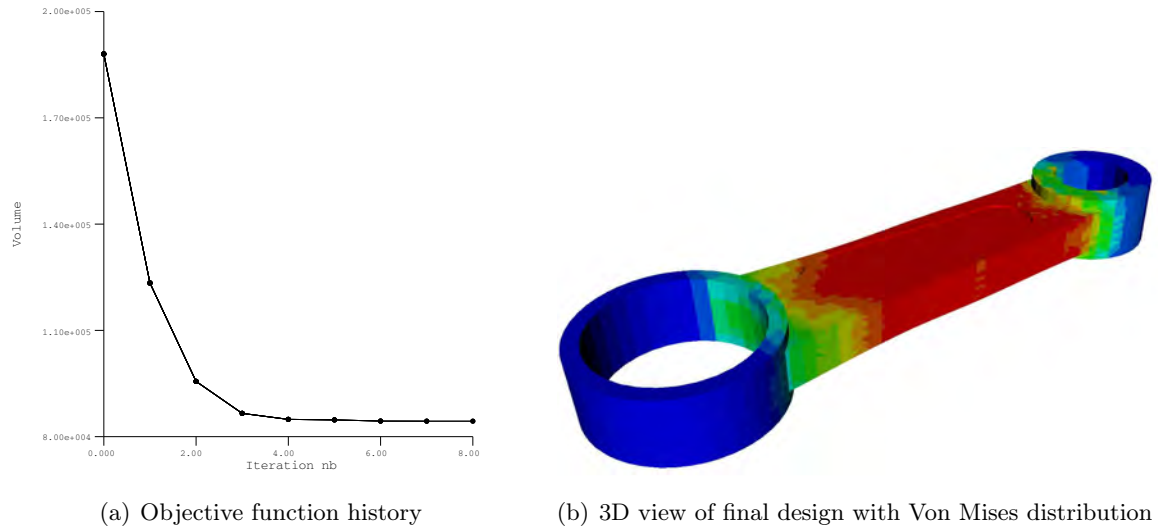 2.00e+005
1.70e+005
1.40e+005
1.10e+005
8.00e+004
Volume
0.000 2.00 4.00 6.00 8.00
Iteration nb
(a) Objective function history
(b) 3D view of final design with Von Mises distribution